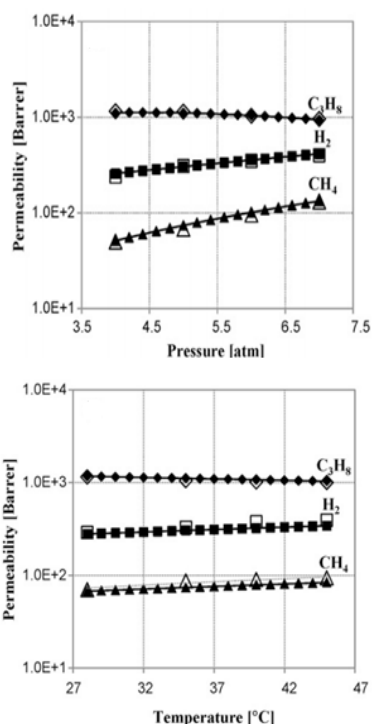 1.0E+4
1.0E+3
1.0E+2
1.0E+1
Permeability [Barrer]
C3H8
H2
CH4
3.5 4.5 5.5 6.5 7.5
Pressure [atm]
1.0E+4
1.0E+3
1.0E+2
1.0E+1
Permeability [Barrer]
C3H8
H2
CH4
27 32 37 42 47
Temperature [°C]